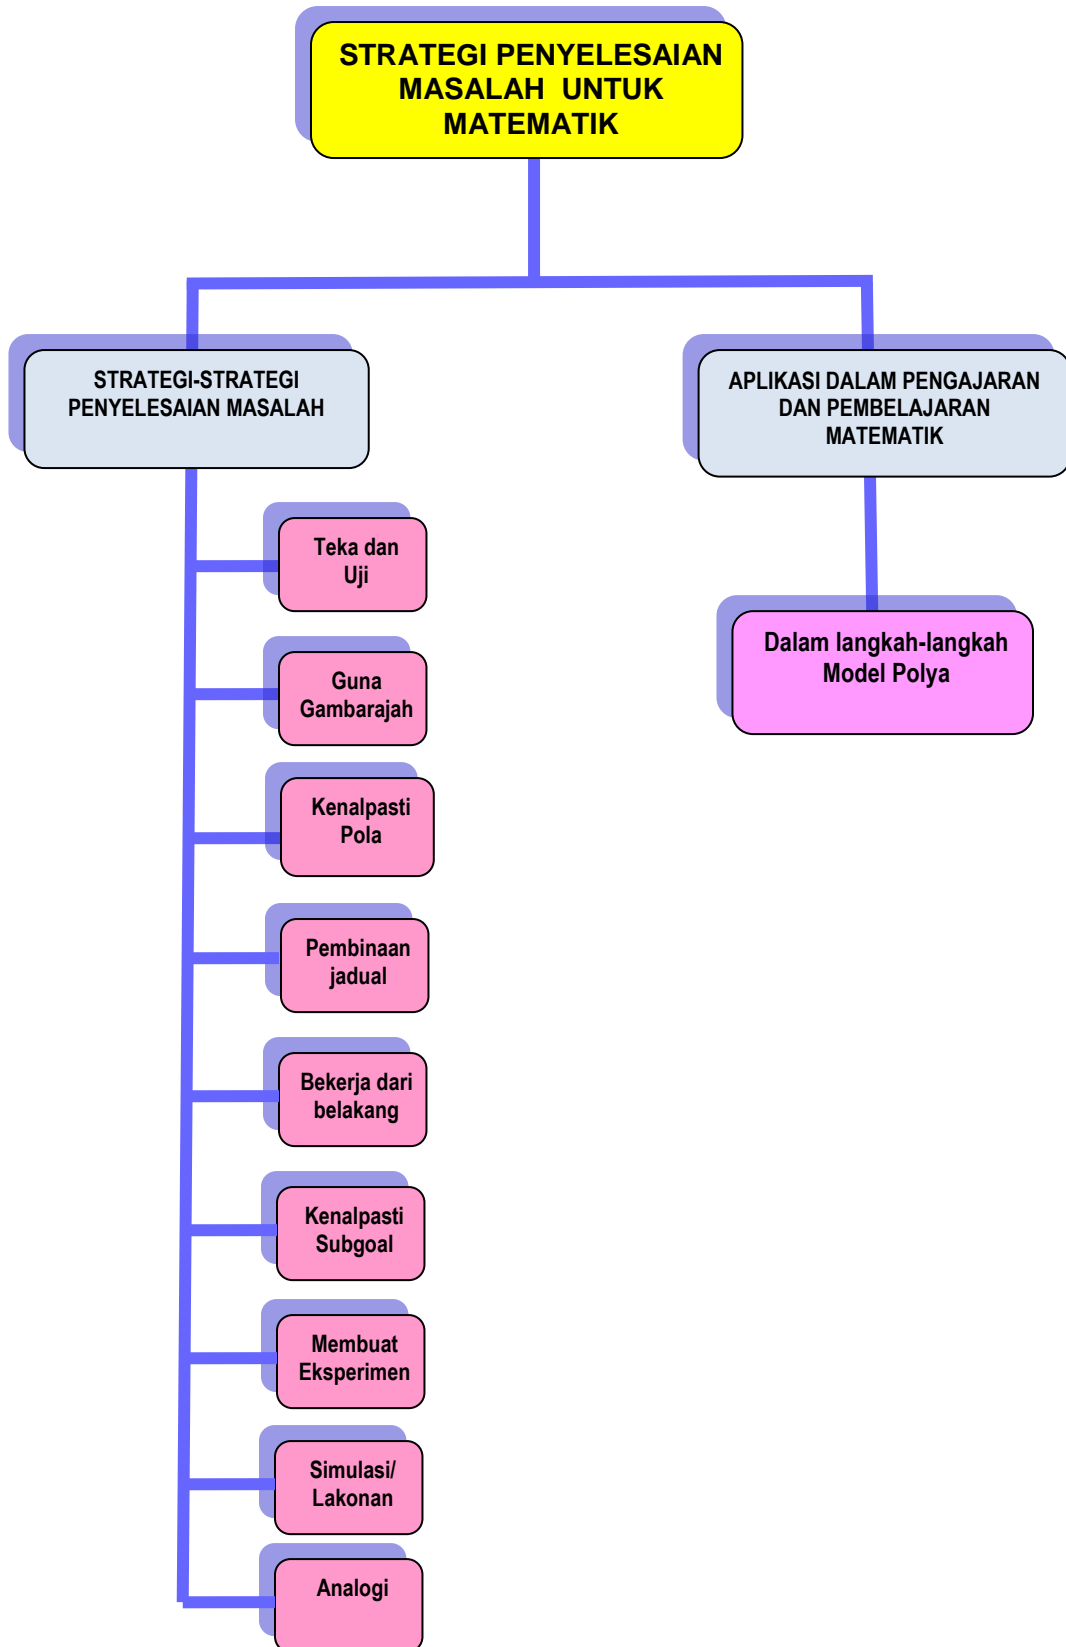 STRATEGI PENYELESAIAN
MASALAH UNTUK
MATEMATIK
STRATEGI-STRATEGI
PENYELESAIAN MASALAH
APLIKASI DALAM PENGAJARAN
DAN PEMBELAJARAN
MATEMATIK
Teka dan
Uji
Guna
Gambarajah
Kenalpasti
Pola
Pembinaan
jadual
Bekerja dari
belakang
Kenalpasti
Subgoal
Membuat
Eksperimen
Simulasi/
Lakonan
Analogi
Dalam langkah-langkah
Model Polya